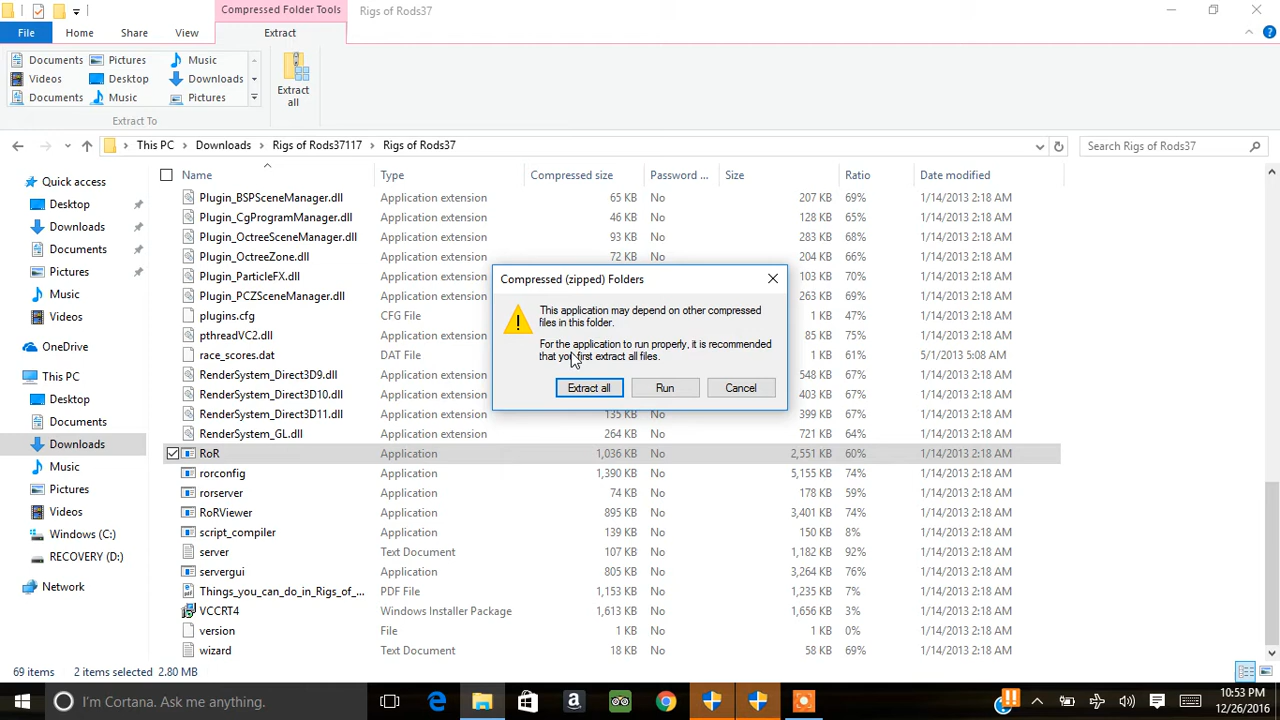 Compressed Folder Tools
Rigs of Rods37
File
Home
Share
View
Extract
Documents
Pictures
Music
Videos
Desktop
Downloads
Documents
Music
Pictures
Extract To
Extract all
This PC > Downloads > Rigs of Rods37117 > Rigs of Rods37
Search Rigs of Rods37
Name Type Compressed size Password ... Size Ratio Date modified
Quick access
Desktop
Downloads
Documents
Pictures
Music
Videos
OneDrive
This PC
Desktop
Documents
Downloads
Music
Pictures
Videos
Windows (C:)
RECOVERY (D:)
Network
Plugin_BSPSceneManager.dll Application extension 65 KB No 207 KB 69% 1/14/2013 2:18 AM
Plugin_CgProgramManager.dll Application extension 46 KB No 128 KB 65% 1/14/2013 2:18 AM
Plugin_OctreeSceneManager.dll Application extension 93 KB No 283 KB 68% 1/14/2013 2:18 AM
Plugin_OctreeZone.dll Application extension 72 KB No 204 KB 66% 1/14/2013 2:18 AM
Plugin_ParticleFX.dll Application extension 103 KB 70% 1/14/2013 2:18 AM
Plugin_PCZSceneManager.dll Application extension 263 KB 69% 1/14/2013 2:18 AM
plugins.cfg CFG File 1 KB 0% 1/14/2013 2:18 AM
pthreadVC2.dll Application extension 85 KB 75% 1/14/2013 2:18 AM
race_scores.dat DAT File 1 KB 0% 5/1/2013 5:08 AM
RenderSystem_Direct3D9.dll Application extension 548 KB 69% 1/14/2013 2:18 AM
RenderSystem_Direct3D10.dll Application extension 403 KB 67% 1/14/2013 2:18 AM
RenderSystem_Direct3D11.dll Application extension 135 KB No 399 KB 67% 1/14/2013 2:18 AM
RenderSystem_GL.dll Application extension 264 KB No 721 KB 64% 1/14/2013 2:18 AM
RoR Application 1,036 KB No 2,551 KB 60% 1/14/2013 2:18 AM
rorconfig Application 1,390 KB No 5,155 KB 74% 1/14/2013 2:18 AM
rorserver Application 74 KB No 178 KB 59% 1/14/2013 2:18 AM
RoRViewer Application 895 KB No 3,401 KB 74% 1/14/2013 2:18 AM
script_compiler Application 139 KB No 150 KB 8% 1/14/2013 2:18 AM
server Text Document 107 KB No 1,182 KB 92% 1/14/2013 2:18 AM
servergui Application 805 KB No 3,264 KB 76% 1/14/2013 2:18 AM
Things_you_can_do_in_Rigs_of_... PDF File 1,153 KB No 1,235 KB 7% 1/14/2013 2:18 AM
VCCRT4 Windows Installer Package 1,613 KB No 1,656 KB 3% 1/14/2013 2:18 AM
version File 1 KB No 1 KB 0% 1/14/2013 2:18 AM
wizard Text Document 18 KB No 58 KB 69% 1/14/2013 2:18 AM
Compressed (zipped) Folders
This application may depend on other compressed
files in this folder.
For the application to run properly, it is recommended
that you first extract all files.
Extract all
Run
Cancel
69 items 2 items selected 2.80 MB
I'm Cortana. Ask me anything.
10:53 PM
12/26/2016